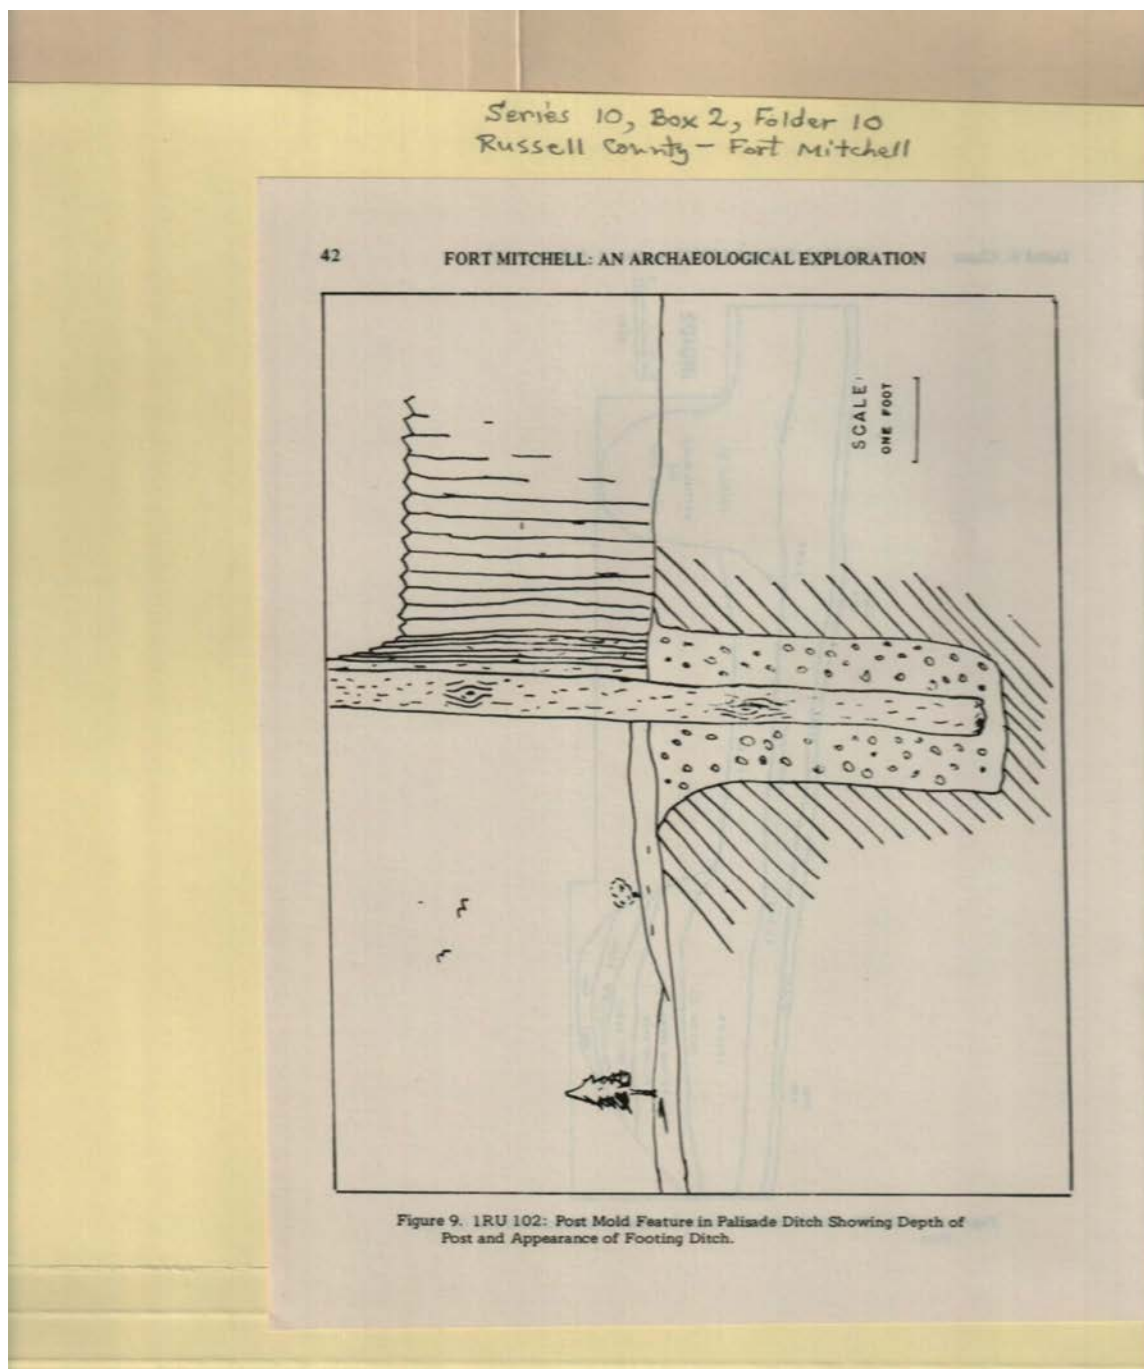 Series 10, Box 2, Folder 10
Russell County - Fort Mitchell
42 FORT MITCHELL: AN ARCHAEOLOGICAL EXPLORATION
SCALE:
ONE FOOT
Figure 9. 1RU 102: Post Mold Feature in Palisade Ditch Showing Depth of
Post and Appearance of Footing Ditch.